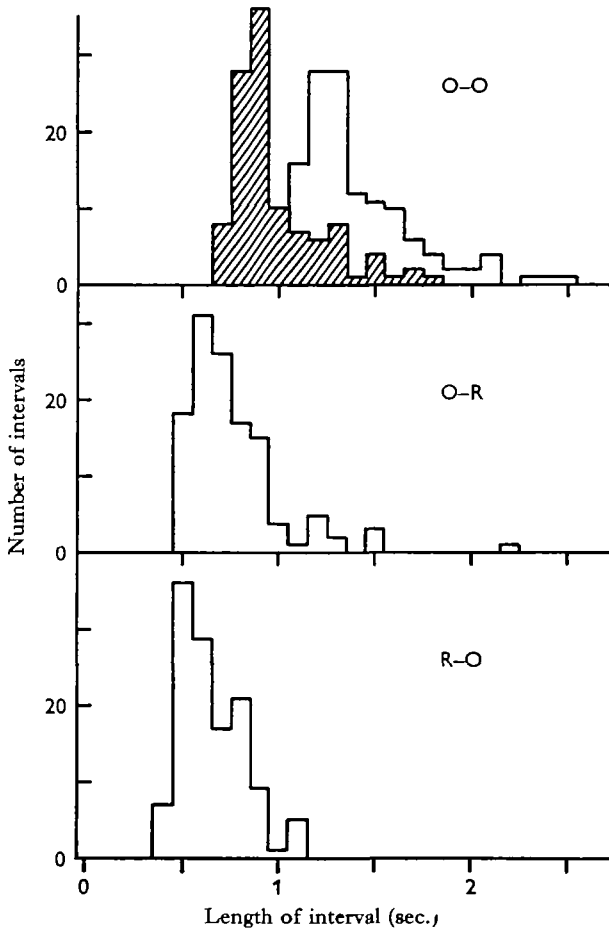 O–O
20
0
O–R
20
0
R–O
20
0
0 1 2
Number of intervals
Length of interval (sec.)